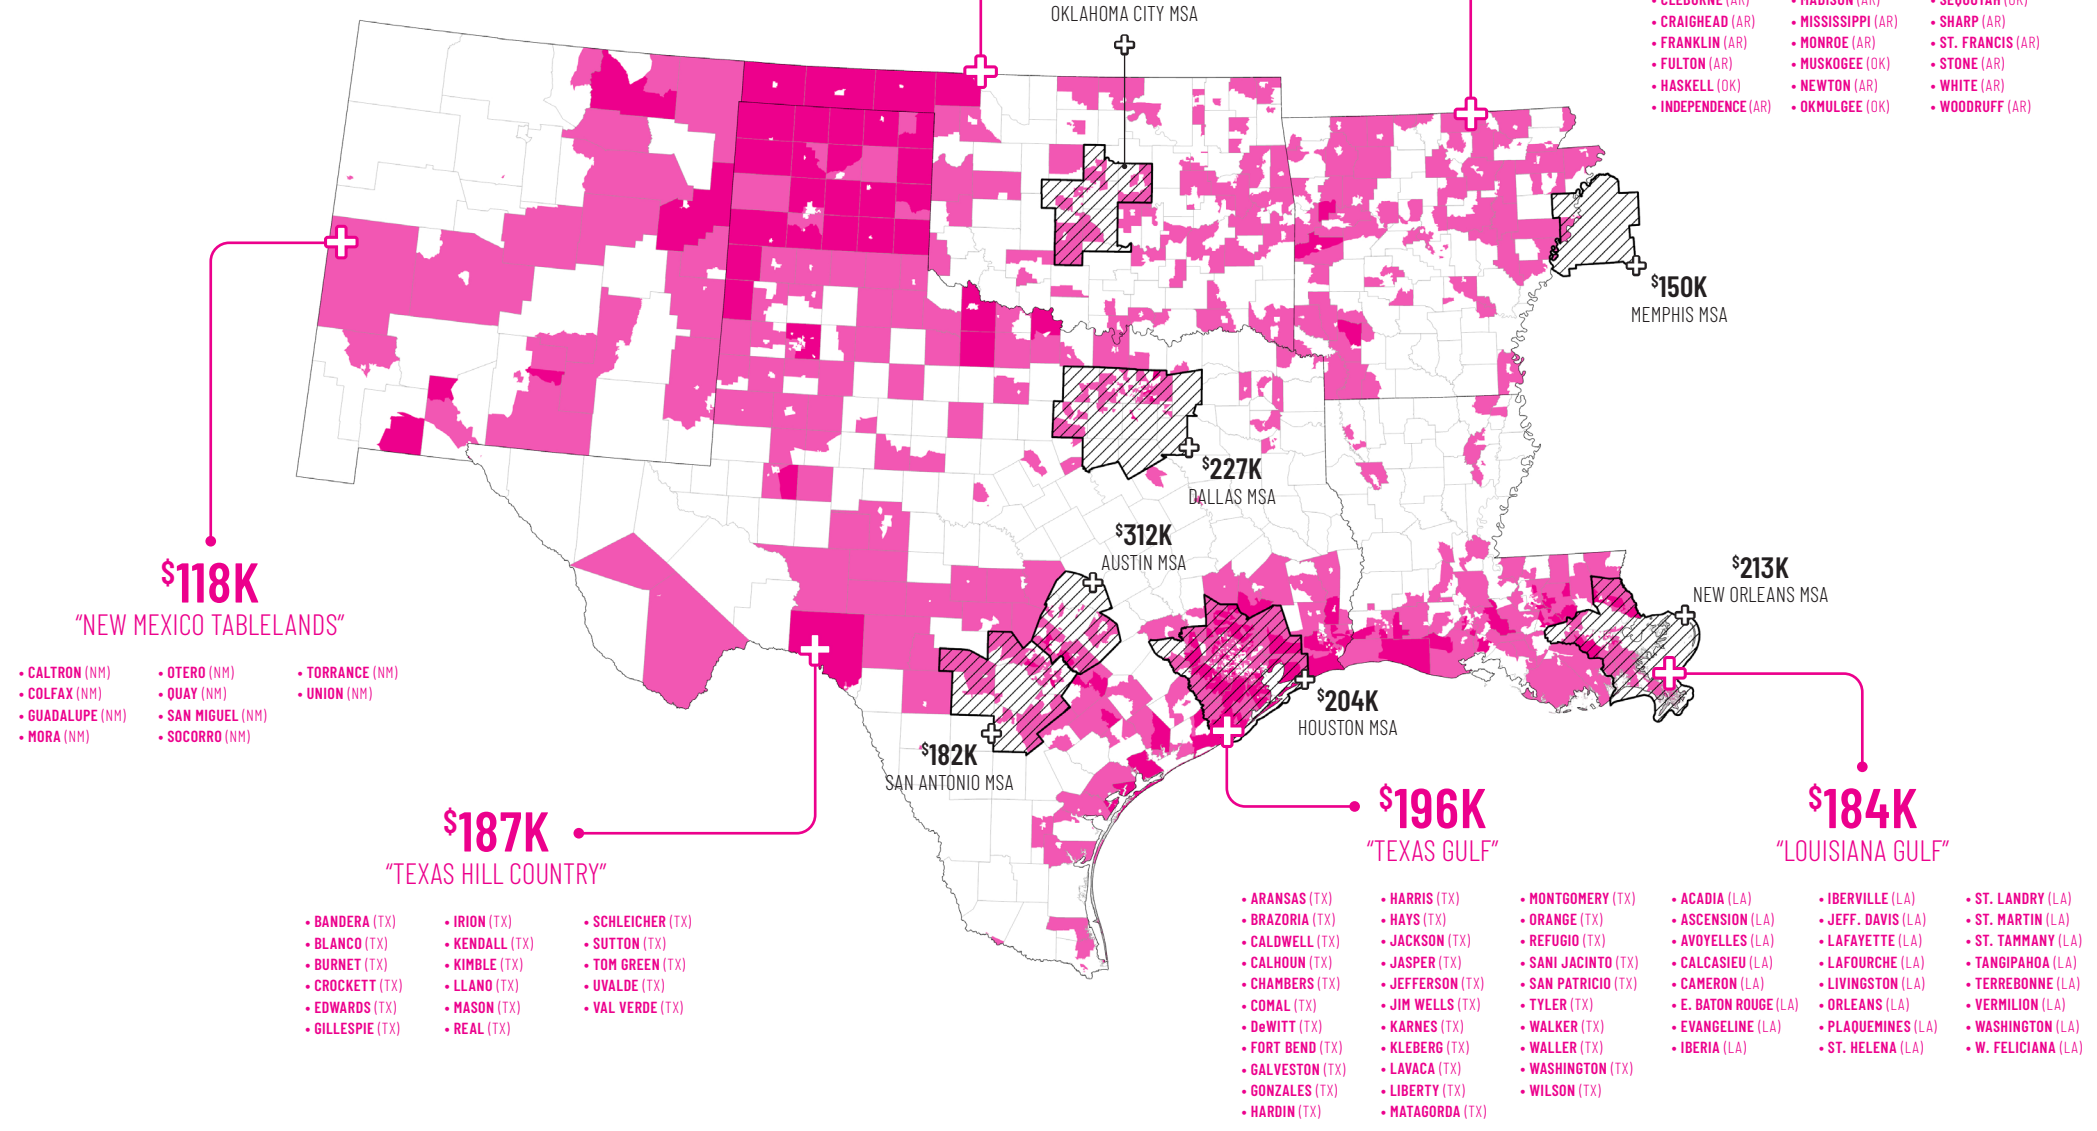 OKLAHOMA CITY MSA
• CLEBURNE (AR)
• CRAIGHEAD (AR)
• FRANKLIN (AR)
• FULTON (AR)
• HASKELL (OK)
• INDEPENDENCE (AR)
• MADISON (AR)
• MISSISSIPPI (AR)
• MONROE (AR)
• MUSKOGEE (OK)
• NEWTON (AR)
• OKMULGEE (OK)
• SEQUOYAH (OK)
• SHARP (AR)
• ST. FRANCIS (AR)
• STONE (AR)
• WHITE (AR)
• WOODRUFF (AR)
$150K
MEMPHIS MSA
$227K
DALLAS MSA
$312K
AUSTIN MSA
$213K
NEW ORLEANS MSA
$204K
HOUSTON MSA
$182K
SAN ANTONIO MSA
$118K
“NEW MEXICO TABLELANDS”
• CALTRON (NM)
• COLFAX (NM)
• GUADALUPE (NM)
• MORA (NM)
• OTERO (NM)
• QUAY (NM)
• SAN MIGUEL (NM)
• SOCORRO (NM)
• TORRANCE (NM)
• UNION (NM)
$187K
“TEXAS HILL COUNTRY”
• BANDERA (TX)
• BLANCO (TX)
• BURNET (TX)
• CROCKETT (TX)
• EDWARDS (TX)
• GILLESPIE (TX)
• IRION (TX)
• KENDALL (TX)
• KIMBLE (TX)
• LLANO (TX)
• MASON (TX)
• REAL (TX)
• SCHLEICHER (TX)
• SUTTON (TX)
• TOM GREEN (TX)
• UVALDE (TX)
• VAL VERDE (TX)
$196K
“TEXAS GULF”
• ARANSAS (TX)
• BRAZORIA (TX)
• CALDWELL (TX)
• CALHOUN (TX)
• CHAMBERS (TX)
• COMAL (TX)
• DeWITT (TX)
• FORT BEND (TX)
• GALVESTON (TX)
• GONZALES (TX)
• HARDIN (TX)
• HARRIS (TX)
• HAYS (TX)
• JACKSON (TX)
• JASPER (TX)
• JEFFERSON (TX)
• JIM WELLS (TX)
• KARNES (TX)
• KLEBERG (TX)
• LAVACA (TX)
• LIBERTY (TX)
• MATAGORDA (TX)
• MONTGOMERY (TX)
• ORANGE (TX)
• REFUGIO (TX)
• SANI JACINTO (TX)
• SAN PATRICIO (TX)
• TYLER (TX)
• WALKER (TX)
• WALLER (TX)
• WASHINGTON (TX)
• WILSON (TX)
$184K
“LOUISIANA GULF”
• ACADIA (LA)
• ASCENSION (LA)
• AVOYELLES (LA)
• CALCASIEU (LA)
• CAMERON (LA)
• E. BATON ROUGE (LA)
• EVANGELINE (LA)
• IBERIA (LA)
• IBERVILLE (LA)
• JEFF. DAVIS (LA)
• LAFAYETTE (LA)
• LAFOURCHE (LA)
• LIVINGSTON (LA)
• ORLEANS (LA)
• PLAQUEMINES (LA)
• ST. HELENA (LA)
• ST. LANDRY (LA)
• ST. MARTIN (LA)
• ST. TAMMANY (LA)
• TANGIPAHOA (LA)
• TERREBONNE (LA)
• VERMILION (LA)
• WASHINGTON (LA)
• W. FELICIANA (LA)